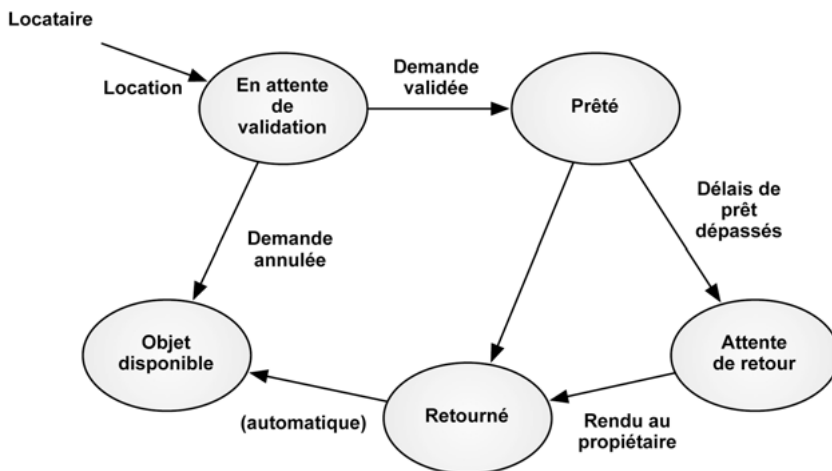 Locataire
Location
En attente
de
validation
Demande
validée
Prêté
Délais de
prêt
dépassés
Demande
annulée
Objet
disponible
Attente
de retour
(automatique)
Retourné
Rendu au
propiétaire